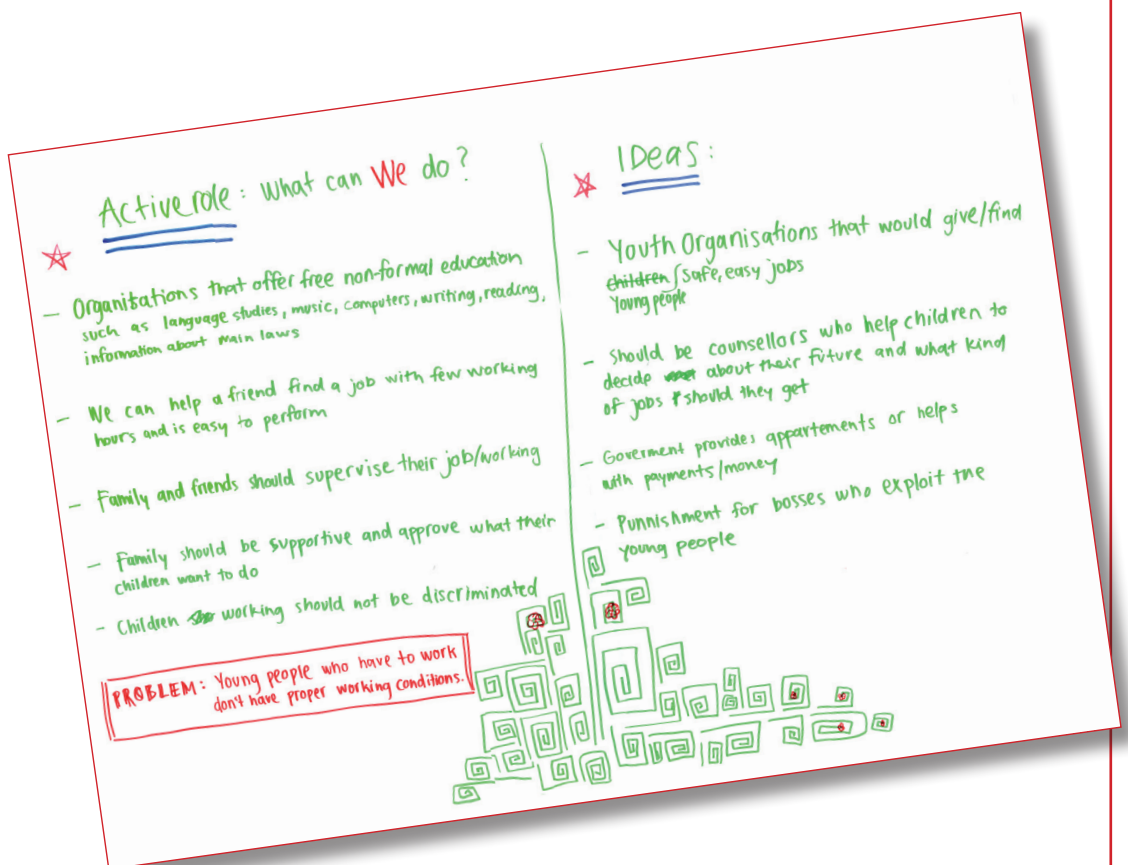 Active role: What can We do?
- Organisations that offer free non-formal education
such as language studies, music, computers, writing, reading,
information about main laws
- We can help a friend find a job with few working
hours and is easy to perform
- Family and friends should supervise their job/working
- Family should be supportive and approve what their
children want to do
- Children working should not be discriminated
PROBLEM: Young people who have to work
don't have proper working conditions.
IDeas:
- Youth Organisations that would give/find
children safe, easy jobs
Young people
- Should be counsellors who help children to
decide about their future and what kind
of jobs should they get
- Goverment provides appartements or helps
with payments/money
- Punnishment for bosses who exploit the
young people